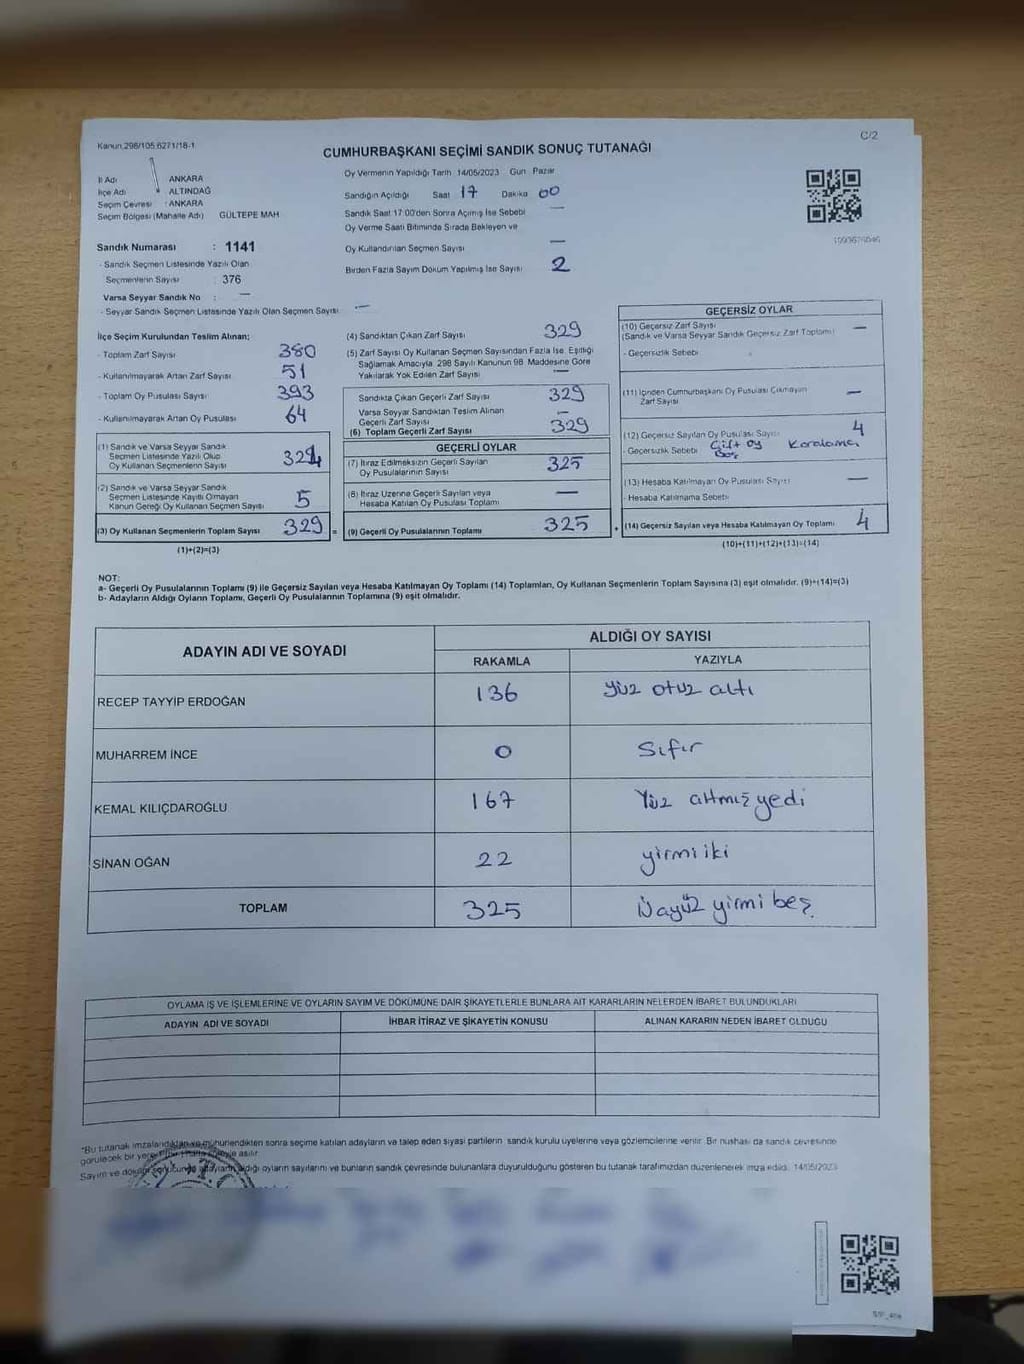 Kanun.298/105,6271/18-1
C/2
CUMHURBAŞKANI SEÇİMİ SANDIK SONUÇ TUTANAĞI
İl Adı ANKARA
İlçe Adı ALTINDAĞ
Seçim Çevresi : ANKARA
Seçim Bölgesi (Mahalle Adı) GÜLTEPE MAH
Sandık Numarası : 1141
- Sandık Seçmen Listesinde Yazılı Olan
Seçmenlerin Sayısı : 376
Varsa Seyyar Sandık No : —
- Seyyar Sandık Seçmen Listesinde Yazılı Olan Seçmen Sayısı —
Oy Vermenin Yapıldığı Tarih 14/05/2023 Gün Pazar
Sandığın Açıldığı Saat 17 Dakika 00
Sandık Saat 17:00'den Sonra Açılmış İse Sebebi —
Oy Verme Saati Bitiminde Sırada Bekleyen ve
Oy Kullandırılan Seçmen Sayısı —
Birden Fazla Sayım Döküm Yapılmış İse Sayısı 2
İlçe Seçim Kurulundan Teslim Alınan;
- Toplam Zarf Sayısı 380
- Kullanılmayarak Artan Zarf Sayısı 51
- Toplam Oy Pusulası Sayısı 393
- Kullanılmayarak Artan Oy Pusulası 64
(1) Sandık ve Varsa Seyyar Sandık
Seçmen Listesinde Yazılı Olup
Oy Kullanan Seçmenlerin Sayısı 324
(2) Sandık ve Varsa Seyyar Sandık
Seçmen Listesinde Kayıtlı Olmayan
Kanun Gereği Oy Kullanan Seçmen Sayısı 5
(3) Oy Kullanan Seçmenlerin Toplam Sayısı 329 =
(1)+(2)=(3)
(4) Sandıktan Çıkan Zarf Sayısı 329
(5) Zarf Sayısı Oy Kullanan Seçmen Sayısından Fazla İse, Eşitliği
Sağlamak Amacıyla 298 Sayılı Kanunun 98. Maddesine Göre
Yakılarak Yok Edilen Zarf Sayısı —
Sandıkta Çıkan Geçerli Zarf Sayısı 329
Varsa Seyyar Sandıktan Teslim Alınan
Geçerli Zarf Sayısı —
(6) Toplam Geçerli Zarf Sayısı 329
GEÇERLİ OYLAR
(7) İtiraz Edilmeksizin Geçerli Sayılan
Oy Pusulalarının Sayısı 325
(8) İtiraz Üzerine Geçerli Sayılan veya
Hesaba Katılan Oy Pusulası Toplamı —
(9) Geçerli Oy Pusulalarının Toplamı 325 +
GEÇERSİZ OYLAR
(10) Geçersiz Zarf Sayısı —
(Sandık ve Varsa Seyyar Sandık Geçersiz Zarf Toplamı)
- Geçersizlik Sebebi
(11) İçinden Cumhurbaşkanı Oy Pusulası Çıkmayan
Zarf Sayısı —
(12) Geçersiz Sayılan Oy Pusulası Sayısı 4
- Geçersizlik Sebebi Çift oy Karalama
Boş
(13) Hesaba Katılmayan Oy Pusulası Sayısı —
- Hesaba Katılmama Sebebi
(14) Geçersiz Sayılan veya Hesaba Katılmayan Oy Toplamı 4
(10)+(11)+(12)+(13)=(14)
NOT:
a- Geçerli Oy Pusulalarının Toplamı (9) ile Geçersiz Sayılan veya Hesaba Katılmayan Oy Toplamı (14) Toplamları, Oy Kullanan Seçmenlerin Toplam Sayısına (3) eşit olmalıdır. (9)+(14)=(3)
b- Adayların Aldığı Oyların Toplamı, Geçerli Oy Pusulalarının Toplamına (9) eşit olmalıdır.
ADAYIN ADI VE SOYADI
ALDIĞI OY SAYISI
RAKAMLA YAZIYLA
RECEP TAYYİP ERDOĞAN 136 Yüz otuz altı
MUHARREM İNCE 0 Sıfır
KEMAL KILIÇDAROĞLU 167 Yüz altmış yedi
SİNAN OĞAN 22 yirmi iki
TOPLAM 325 Üçyüz yirmi beş
OYLAMA İŞ VE İŞLEMLERİNE VE OYLARIN SAYIM VE DÖKÜMÜNE DAİR ŞİKAYETLERLE BUNLARA AİT KARARLARIN NELERDEN İBARET BULUNDUKLARI
ADAYIN ADI VE SOYADI İHBAR İTİRAZ VE ŞİKAYETİN KONUSU ALINAN KARARIN NEDEN İBARET OLDUĞU
*Bu tutanak imzalandıktan ve mühürlendikten sonra seçime katılan adayların ve talep eden siyasi partilerin sandık kurulu üyelerine veya gözlemcilerine verilir. Bir nüshası da sandık çevresinde
görülecek bir yere asılır.
Sayım ve döküm sonucunda adayların aldığı oyların sayılarını ve bunların sandık çevresinde bulunanlara duyurulduğunu gösteren bu tutanak tarafımızdan düzenlenerek imza edildi. 14/05/2023